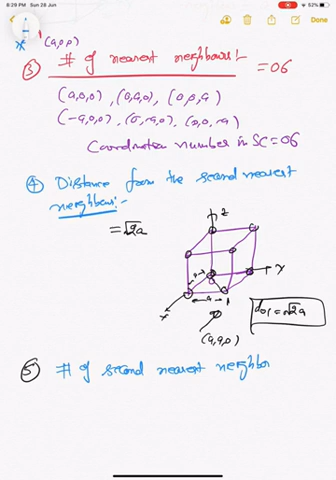 8:29 PM Sun 28 Jun
52%
Done
x (a,0,0)
③ # of nearest neighbours:- = 06
(a,0,0), (0,a,0), (0,0,a)
(-a,0,0), (0,-a,0), (0,0,-a)
Coordination number in SC = 06
④ Distance from the second nearest
neighbour:-
= √2a
z
y
a
a
x
(a,a,0)
d01 = √2a
⑤ # of second nearest neighbor